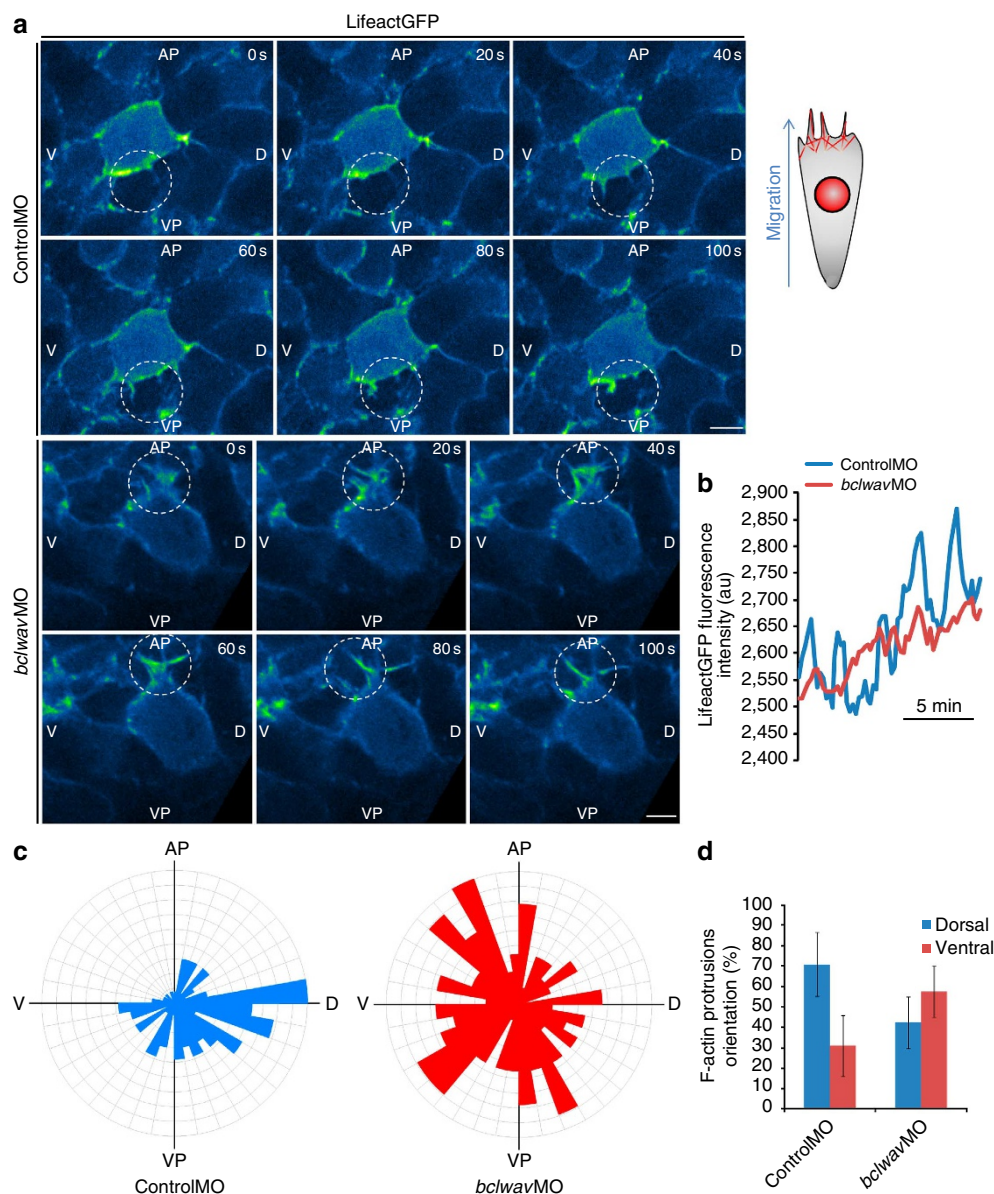 a
LifeactGFP
ControlMO
AP 0 s
V D
VP
AP 20 s
AP 40 s
V D
VP
VP
60 s AP
V D
VP
80 s AP
VP
100 s AP
V D
VP
Migration
bclwavMO
AP 0 s
V D
VP
AP 20 s
V D
VP
AP 40 s
V D
VP
AP 60 s
V D
VP
AP 80 s
V D
VP
AP 100 s
V D
VP
b
ControlMO
bclwavMO
LifeactGFP fluorescence
intensity (au)
2,900
2,850
2,800
2,750
2,700
2,650
2,600
2,550
2,500
2,450
2,400
5 min
c
AP
V D
VP
ControlMO
AP
V D
VP
bclwavMO
d
F-actin protrusions
orientation (%)
100
90
80
70
60
50
40
30
20
10
0
Dorsal
Ventral
ControlMO
bclwavMO